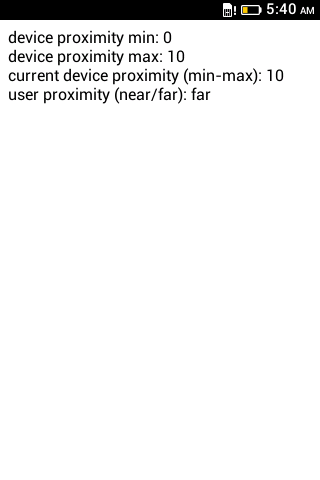 5:40 AM
device proximity min: 0
device proximity max: 10
current device proximity (min-max): 10
user proximity (near/far): far